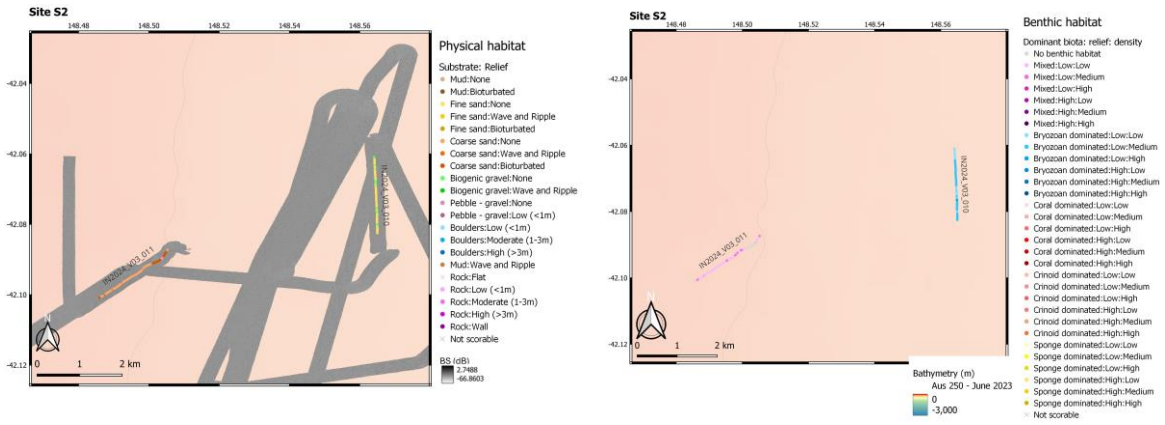 Site S2
148.48 148.50 148.52 148.54 148.56
-42.04
-42.06
-42.08
-42.10
-42.12
IN2024_V03_010
IN2024_V03_011
N
0 1 2 km
Physical habitat
Substrate: Relief
Mud:None
Mud:Bioturbated
Fine sand:None
Fine sand:Wave and Ripple
Fine sand:Bioturbated
Coarse sand:None
Coarse sand:Wave and Ripple
Coarse sand:Bioturbated
Biogenic gravel:None
Biogenic gravel:Wave and Ripple
Pebble - gravel:None
Pebble - gravel:Low (<1m)
Boulders:Low (<1m)
Boulders:Moderate (1-3m)
Boulders:High (>3m)
Mud:Wave and Ripple
Rock:Flat
Rock:Low (<1m)
Rock:Moderate (1-3m)
Rock:High (>3m)
Rock:Wall
Not scorable
BS (dB)
2.7488
-66.8603
Site S2
148.48 148.50 148.52 148.54 148.56
-42.04
-42.06
-42.08
-42.10
-42.12
IN2024_V03_010
IN2024_V03_011
N
0 1 2 km
Bathymetry (m)
Aus 250 - June 2023
0
-3,000
Benthic habitat
Dominant biota: relief: density
No benthic habitat
Mixed:Low:Low
Mixed:Low:Medium
Mixed:Low:High
Mixed:High:Low
Mixed:High:Medium
Mixed:High:High
Bryozoan dominated:Low:Low
Bryozoan dominated:Low:Medium
Bryozoan dominated:Low:High
Bryozoan dominated:High:Low
Bryozoan dominated:High:Medium
Bryozoan dominated:High:High
Coral dominated:Low:Low
Coral dominated:Low:Medium
Coral dominated:Low:High
Coral dominated:High:Low
Coral dominated:High:Medium
Coral dominated:High:High
Crinoid dominated:Low:Low
Crinoid dominated:Low:Medium
Crinoid dominated:Low:High
Crinoid dominated:High:Low
Crinoid dominated:High:Medium
Crinoid dominated:High:High
Sponge dominated:Low:Low
Sponge dominated:Low:Medium
Sponge dominated:Low:High
Sponge dominated:High:Low
Sponge dominated:High:Medium
Sponge dominated:High:High
Not scorable